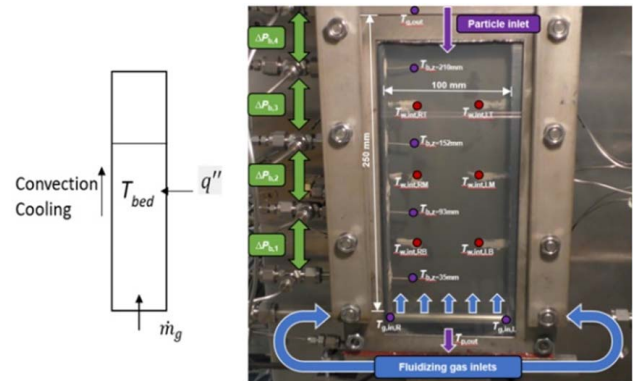 Convection
Cooling
T_bed
q″
ṁ_g
T_g,out
Particle inlet
ΔP_b,4
T_b,z~210mm
100 mm
ΔP_b,3
T_w,int,RT
T_w,int,LT
250 mm
T_b,z~152mm
ΔP_b,2
T_w,int,RM
T_w,int,LM
T_b,z~93mm
ΔP_b,1
T_w,int,RB
T_w,int,LB
T_b,z~35mm
T_g,in,R
T_g,in,L
T_p,out
Fluidizing gas inlets